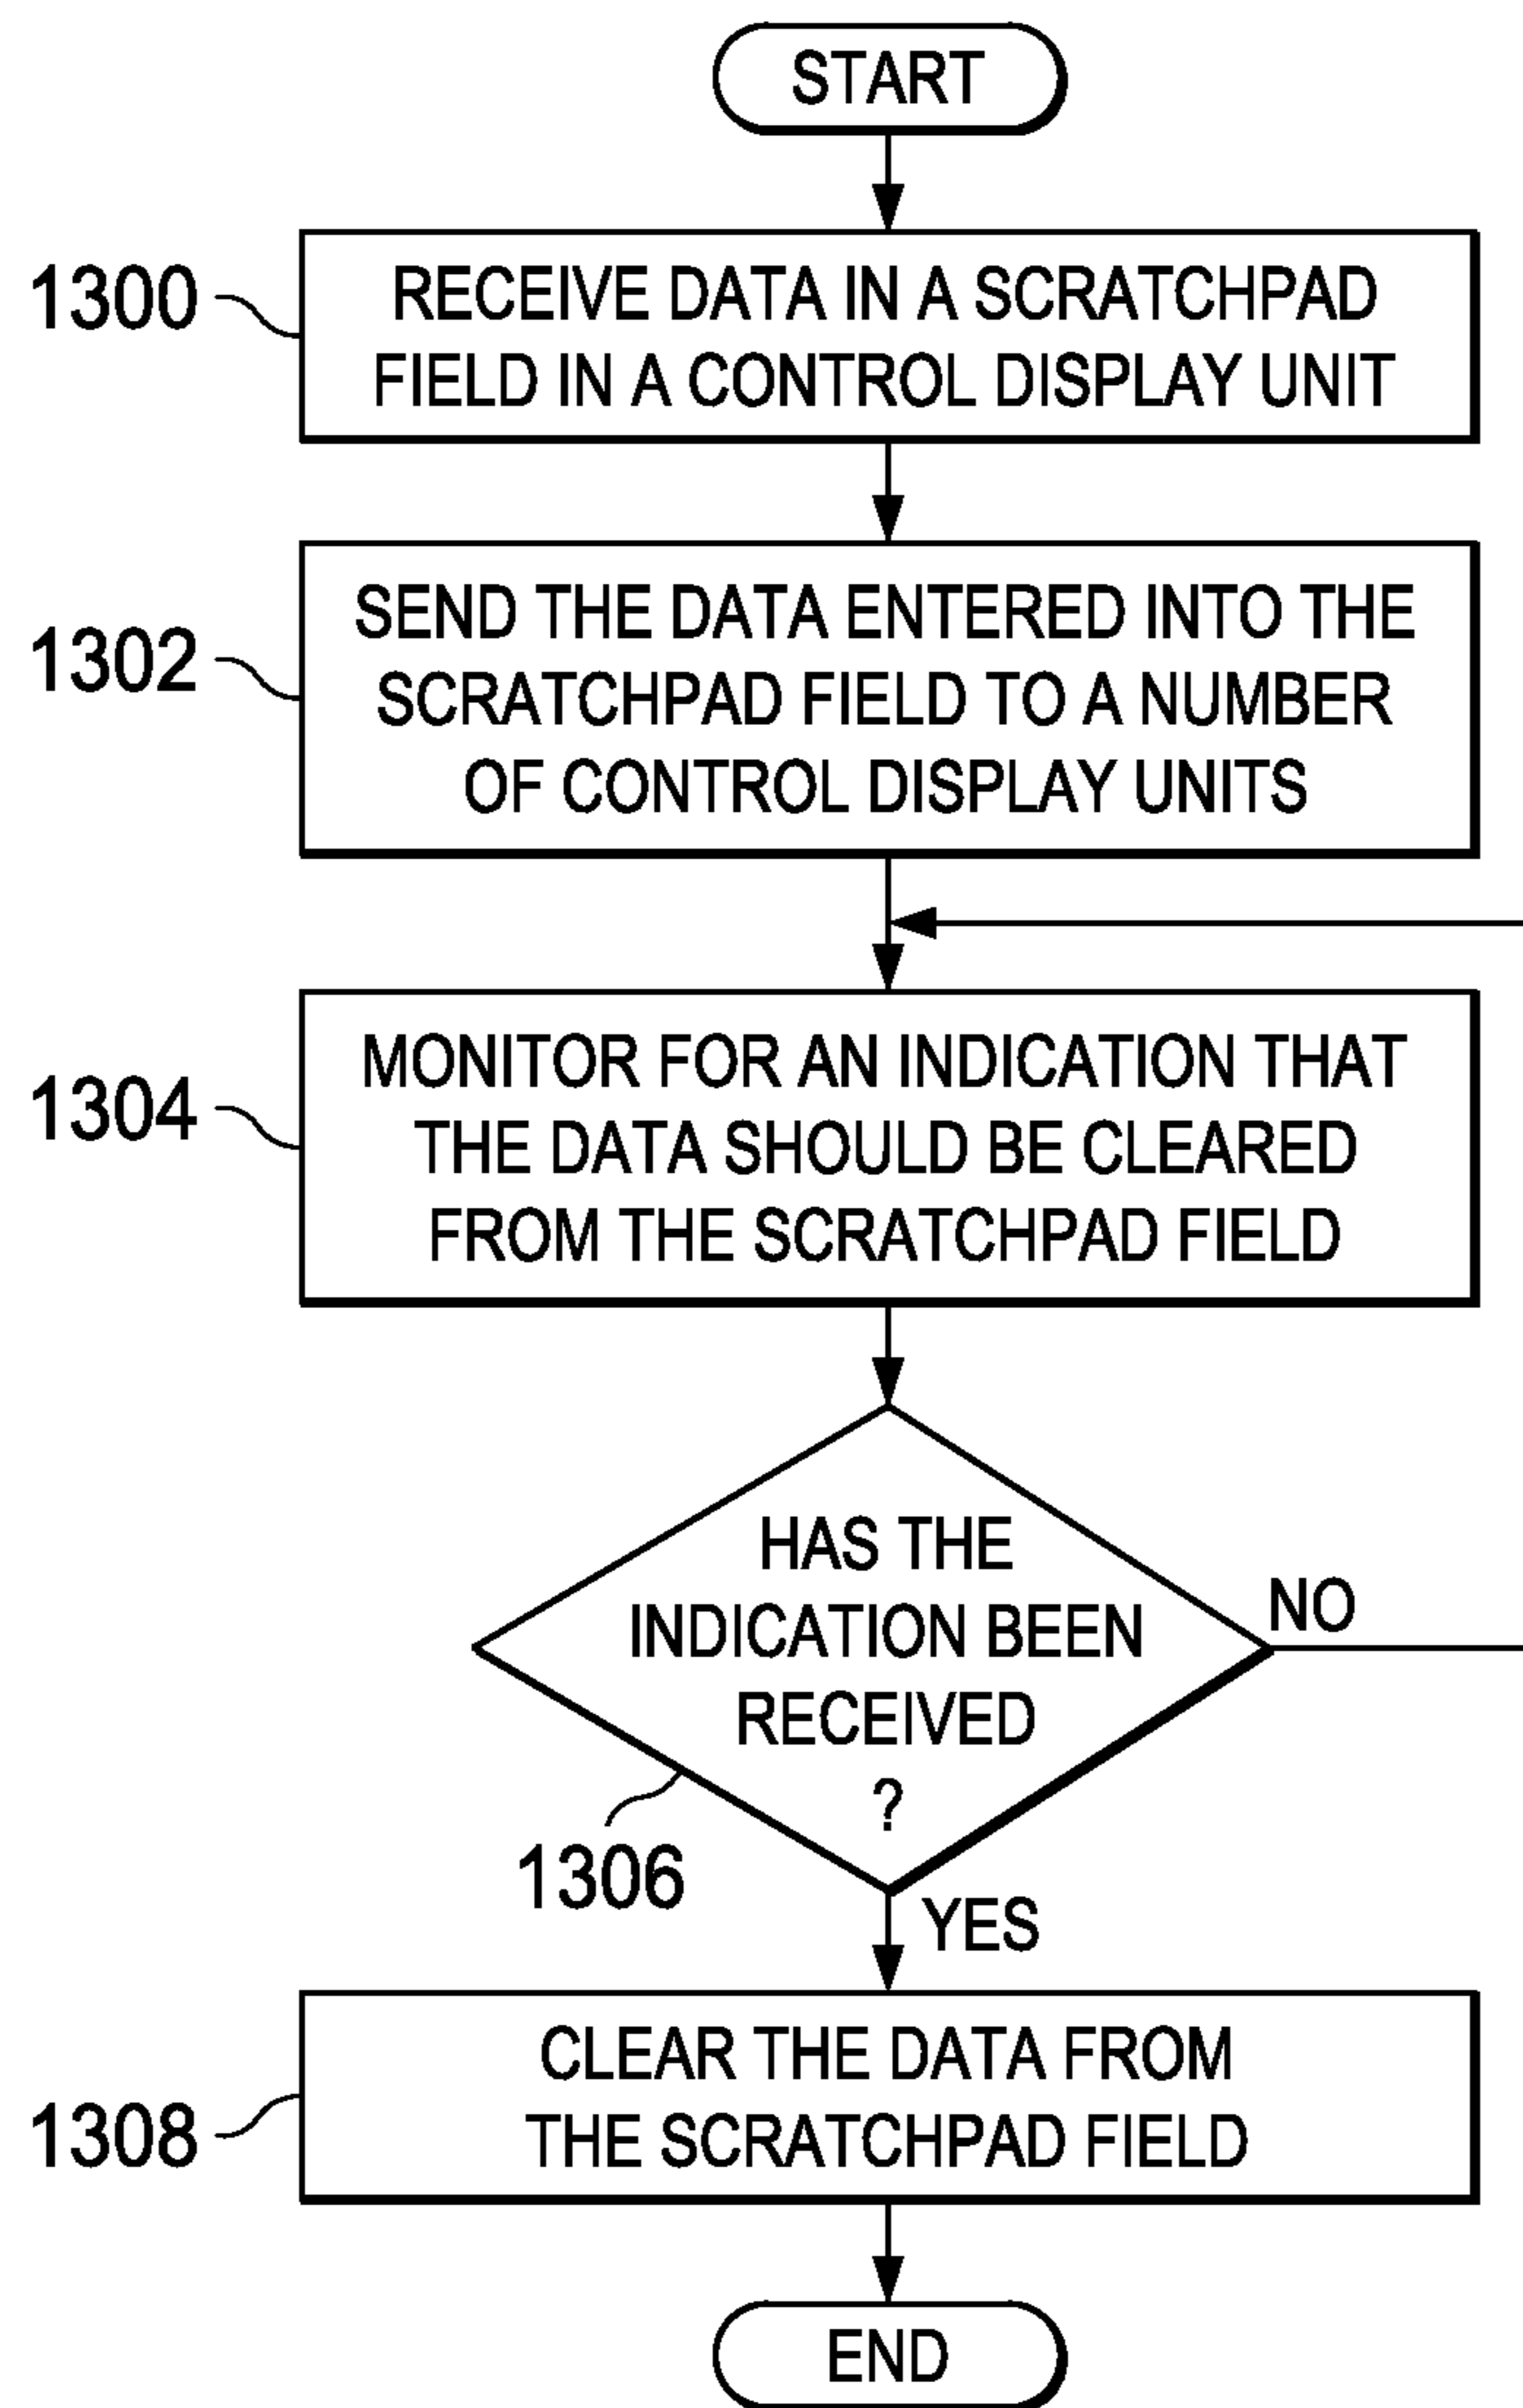 START
1300
RECEIVE DATA IN A SCRATCHPAD
FIELD IN A CONTROL DISPLAY UNIT
1302
SEND THE DATA ENTERED INTO THE
SCRATCHPAD FIELD TO A NUMBER
OF CONTROL DISPLAY UNITS
1304
MONITOR FOR AN INDICATION THAT
THE DATA SHOULD BE CLEARED
FROM THE SCRATCHPAD FIELD
HAS THE
INDICATION BEEN
RECEIVED
?
NO
1306
YES
1308
CLEAR THE DATA FROM
THE SCRATCHPAD FIELD
END